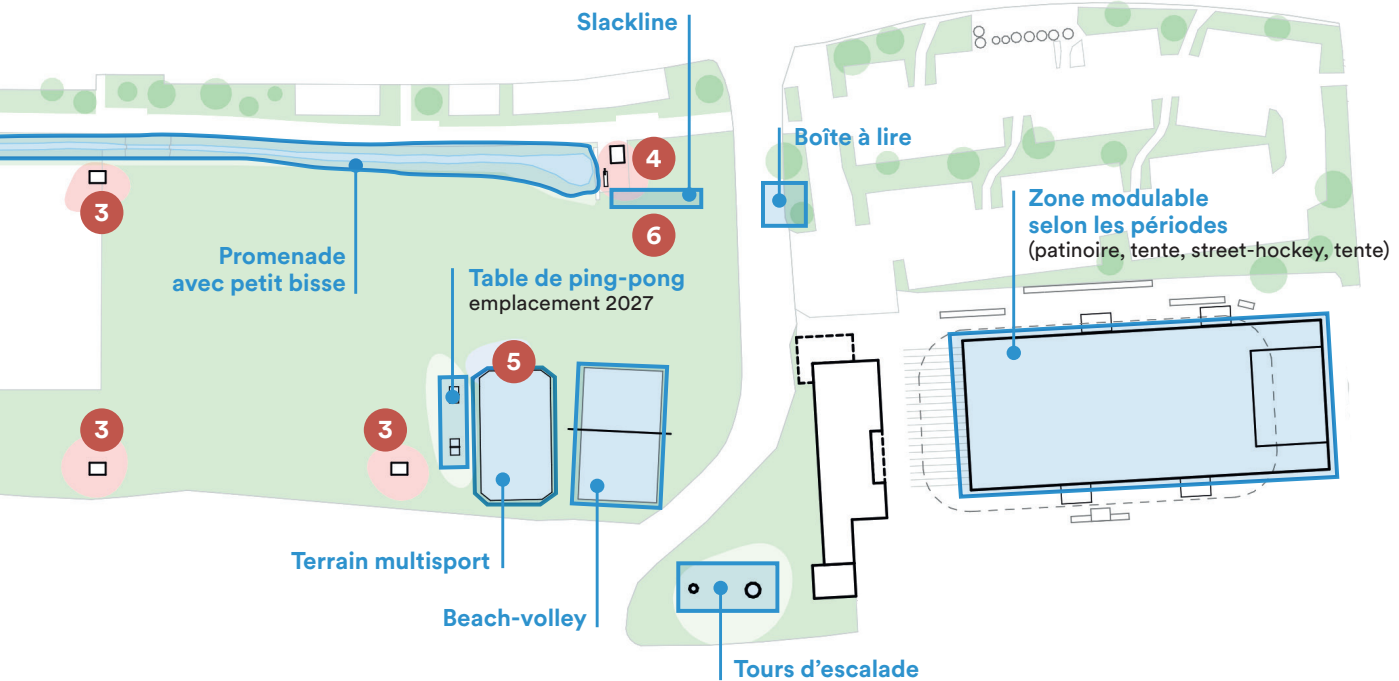 Slackline
Boîte à lire
4
3
6
Zone modulable
selon les périodes
(patinoire, tente, street-hockey, tente)
Promenade
avec petit bisse
Table de ping-pong
emplacement 2027
5
3
3
Terrain multisport
Beach-volley
Tours d'escalade